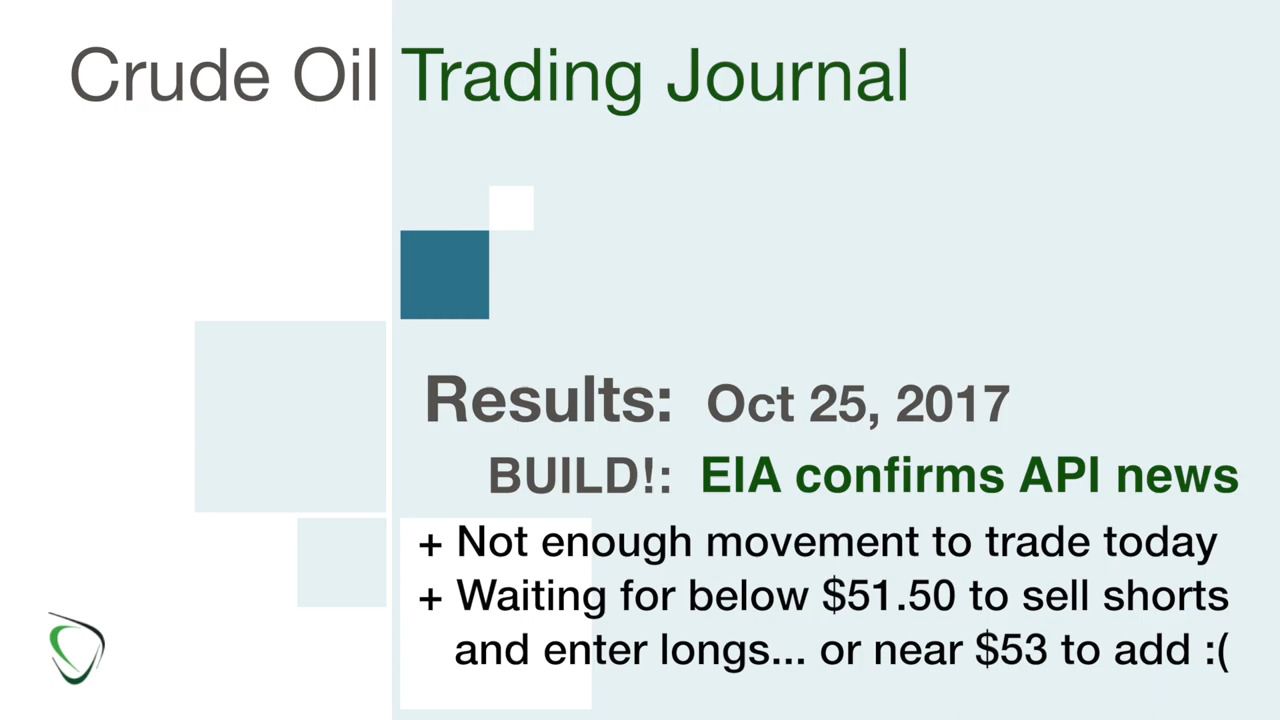 Crude Oil Trading Journal
Results: Oct 25, 2017
BUILD!: EIA confirms API news
+ Not enough movement to trade today
+ Waiting for below $51.50 to sell shorts
and enter longs... or near $53 to add :(